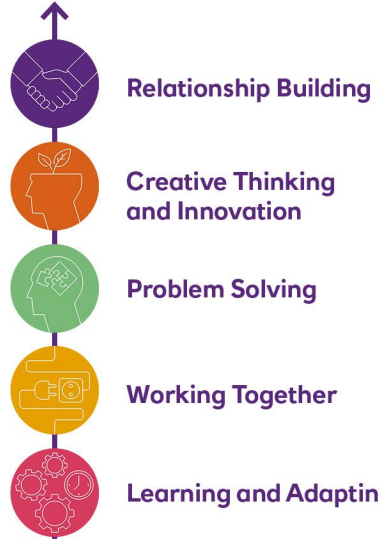 Relationship Building
Creative Thinking
and Innovation
Problem Solving
Working Together
Learning and Adaptin